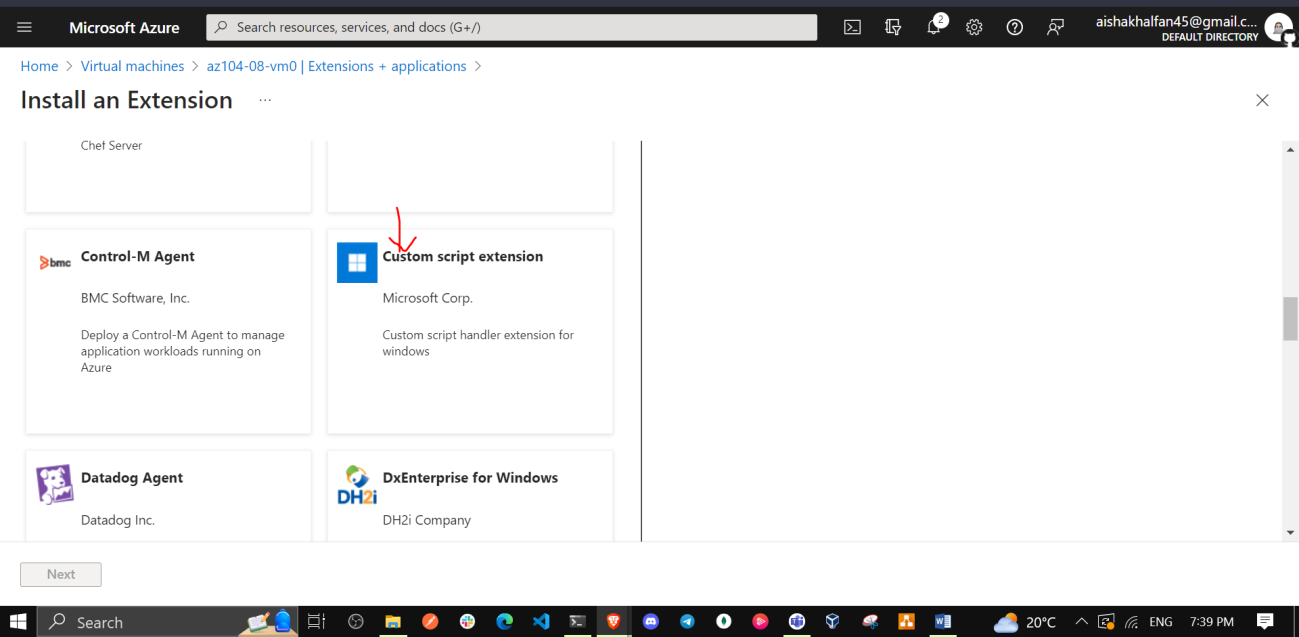 Microsoft Azure
Search resources, services, and docs (G+/)
2
aishakhalfan45@gmail.c...
DEFAULT DIRECTORY
Home > Virtual machines > az104-08-vm0 | Extensions + applications >
Install an Extension ...
Chef Server
bmc
Control-M Agent
BMC Software, Inc.
Deploy a Control-M Agent to manage
application workloads running on
Azure
Custom script extension
Microsoft Corp.
Custom script handler extension for
windows
Datadog Agent
Datadog Inc.
DH2i
DxEnterprise for Windows
DH2i Company
Next
Search
20°C
ENG
7:39 PM